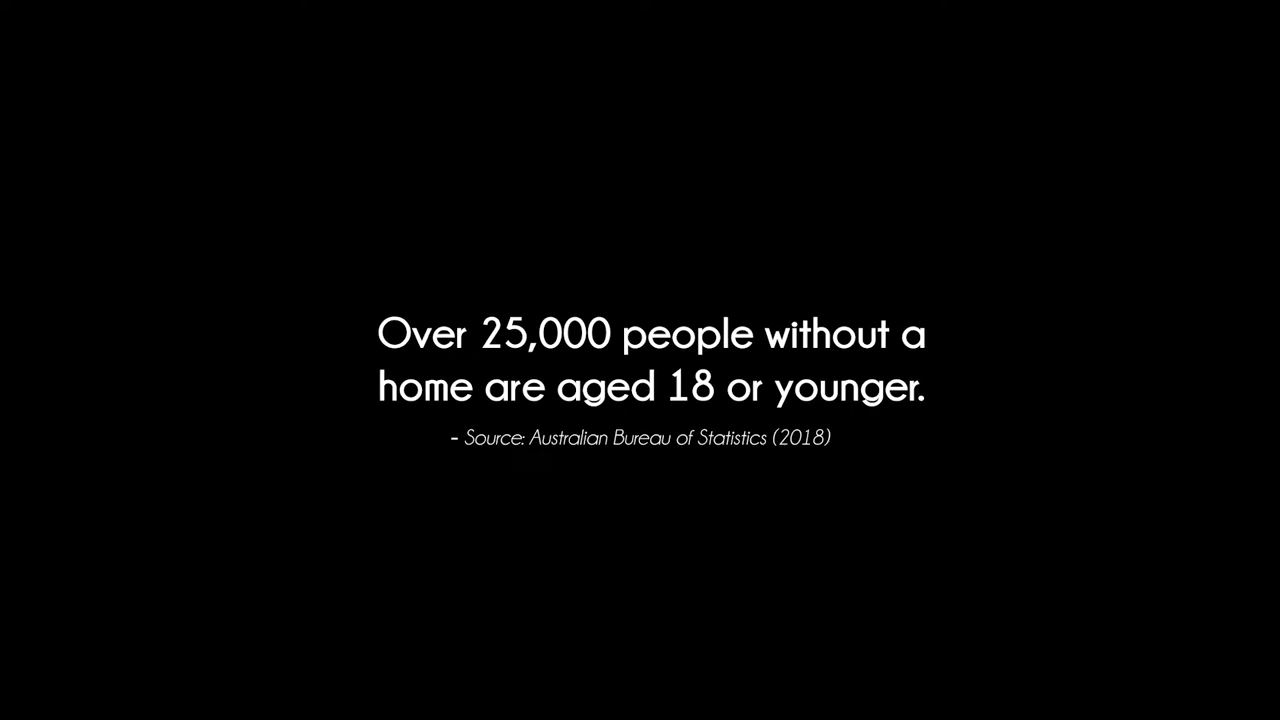 Over 25,000 people without a
home are aged 18 or younger.
- Source: Australian Bureau of Statistics (2018)